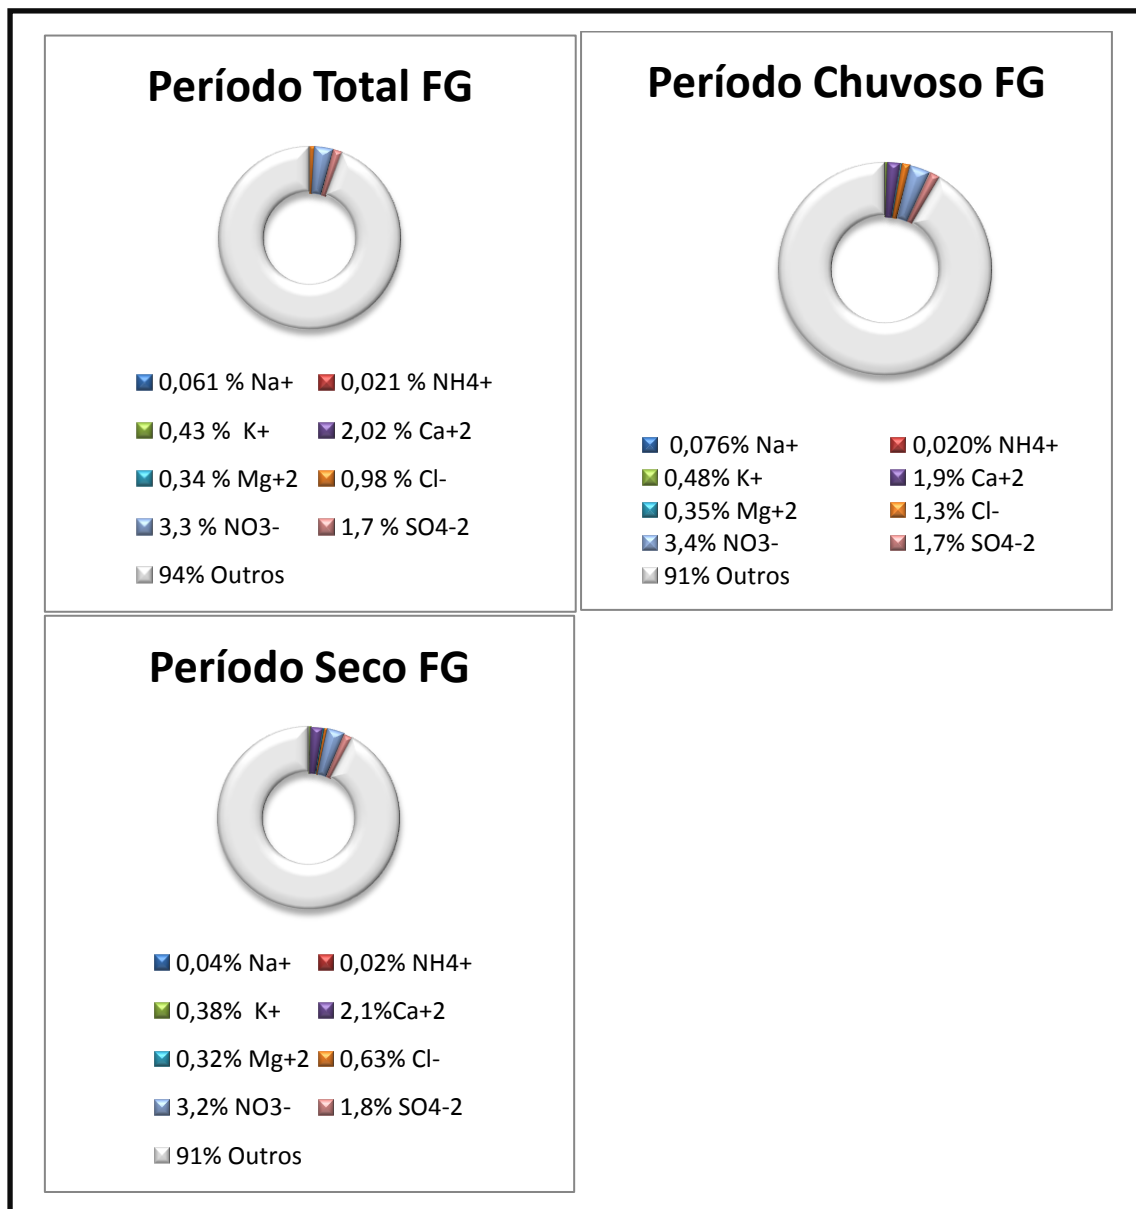 Período Total FG
0,061 % Na+ 0,021 % NH4+
0,43 %  K+ 2,02 % Ca+2
0,34 % Mg+2 0,98 % Cl-
3,3 % NO3- 1,7 % SO4-2
94% Outros
Período Chuvoso FG
0,076% Na+ 0,020% NH4+
0,48% K+ 1,9% Ca+2
0,35% Mg+2 1,3% Cl-
3,4% NO3- 1,7% SO4-2
91% Outros
Período Seco FG
0,04% Na+ 0,02% NH4+
0,38%  K+ 2,1%Ca+2
0,32% Mg+2 0,63% Cl-
3,2% NO3- 1,8% SO4-2
91% Outros